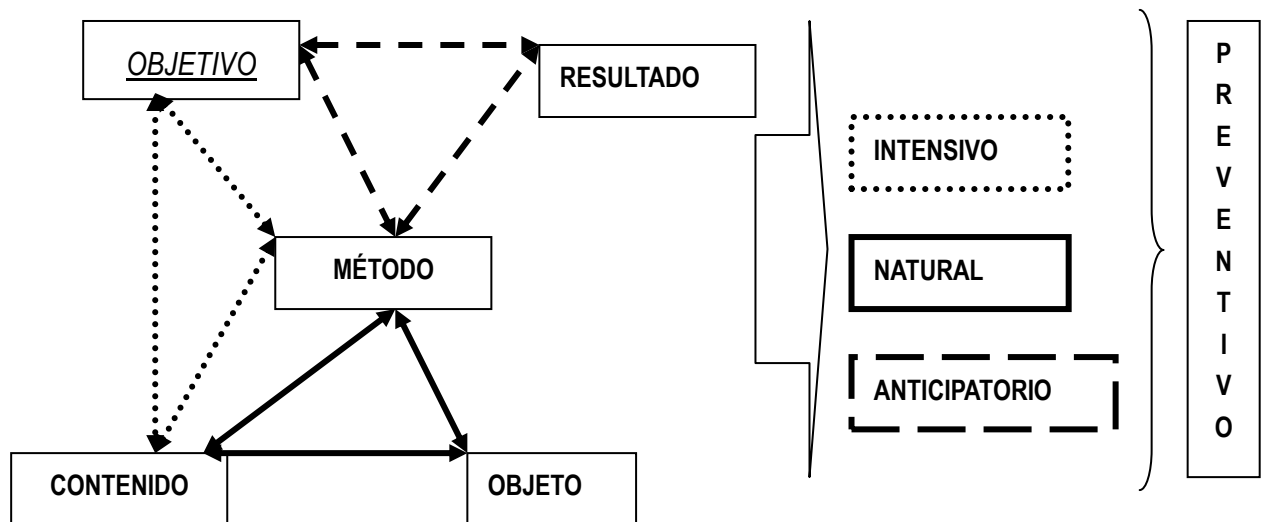 OBJETIVO
RESULTADO
MÉTODO
CONTENIDO
OBJETO
INTENSIVO
NATURAL
ANTICIPATORIO
P
R
E
V
E
N
T
I
V
O